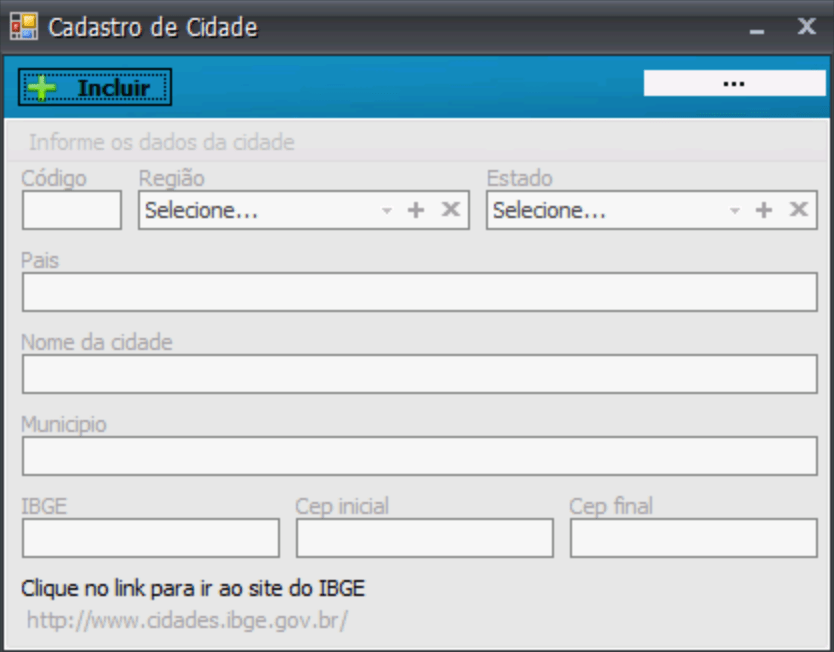 Cadastro de Cidade
Incluir ...
Informe os dados da cidade
Código Região Estado
Selecione... Selecione...
Pais
Nome da cidade
Municipio
IBGE Cep inicial Cep final
Clique no link para ir ao site do IBGE
http://www.cidades.ibge.gov.br/